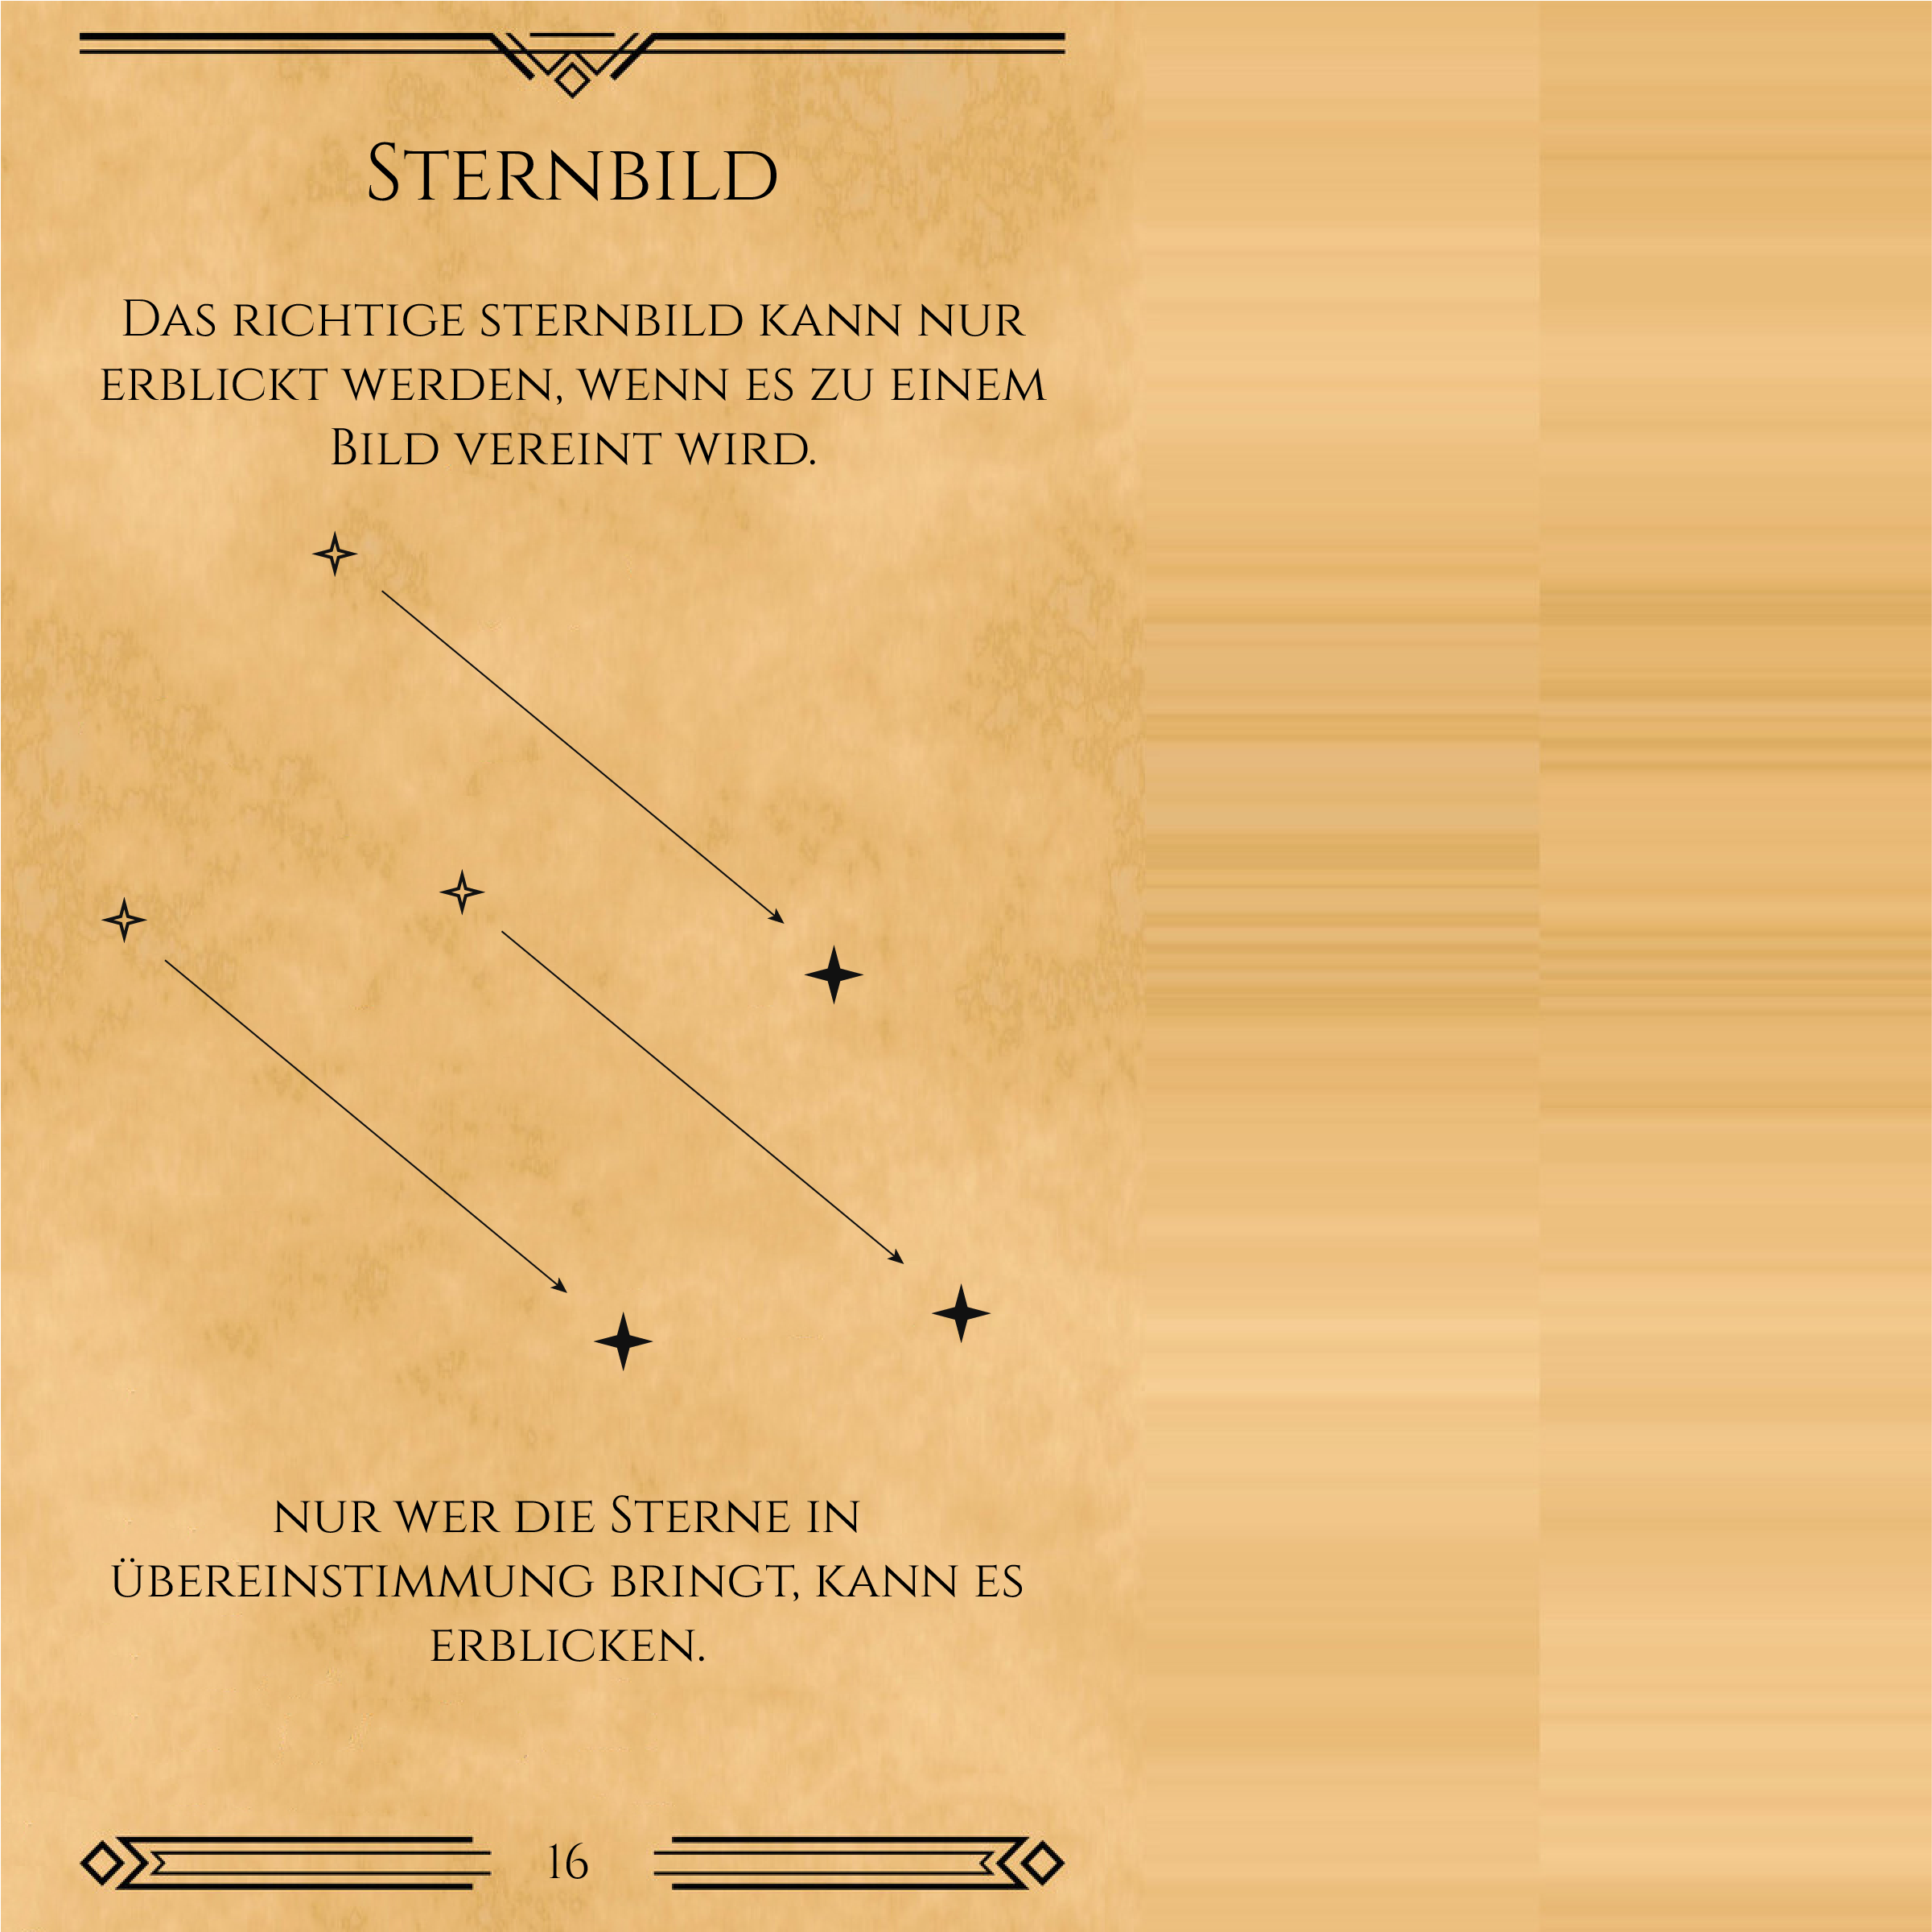 Sternbild
Das richtige sternbild kann nur
erblickt werden, wenn es zu einem
Bild vereint wird.
nur wer die Sterne in
übereinstimmung bringt, kann es
erblicken.
16